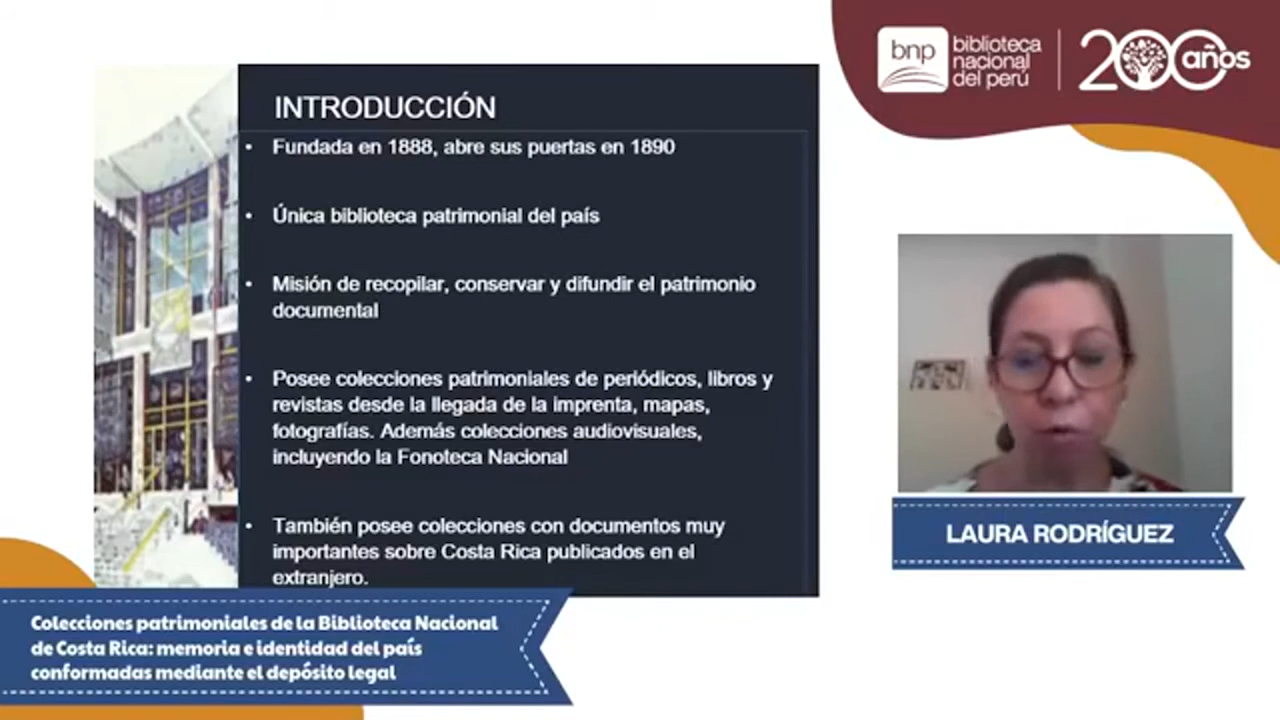 bnp
biblioteca
nacional
del perú
200 años
INTRODUCCIÓN
• Fundada en 1888, abre sus puertas en 1890
• Única biblioteca patrimonial del país
• Misión de recopilar, conservar y difundir el patrimonio
documental
• Posee colecciones patrimoniales de periódicos, libros y
revistas desde la llegada de la imprenta, mapas,
fotografías. Además colecciones audiovisuales,
incluyendo la Fonoteca Nacional
• También posee colecciones con documentos muy
importantes sobre Costa Rica publicados en el
extranjero.
LAURA RODRÍGUEZ
Colecciones patrimoniales de la Biblioteca Nacional
de Costa Rica: memoria e identidad del país
conformadas mediante el depósito legal